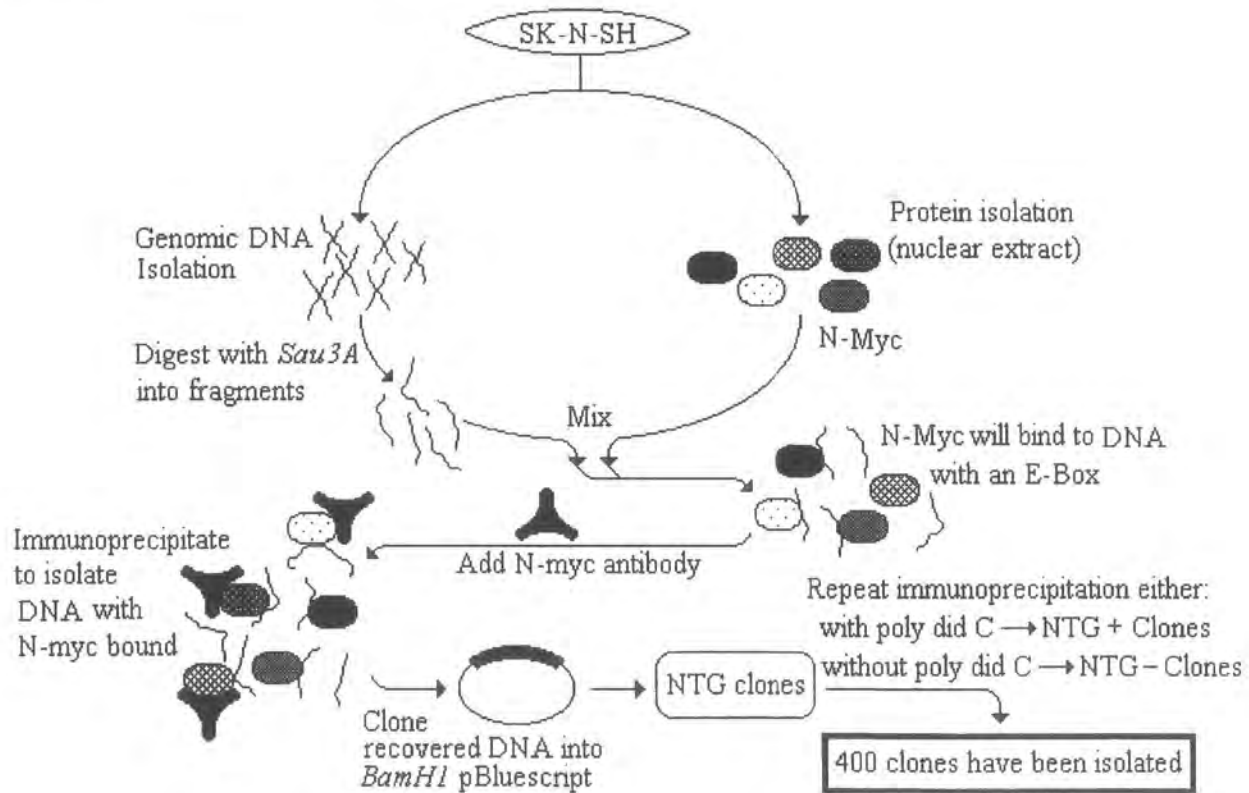 SK-N-SH
Genomic DNA
Isolation
Protein isolation
(nuclear extract)
N-Myc
Digest with Sau3A
into fragments
Mix
N-Myc will bind to DNA
with an E-Box
Immunoprecipitate
to isolate
DNA with
N-myc bound
Add N-myc antibody
Repeat immunoprecipitation either:
with poly did C → NTG + Clones
without poly did C → NTG – Clones
Clone
recovered DNA into
BamH1 pBluescript
NTG clones
400 clones have been isolated